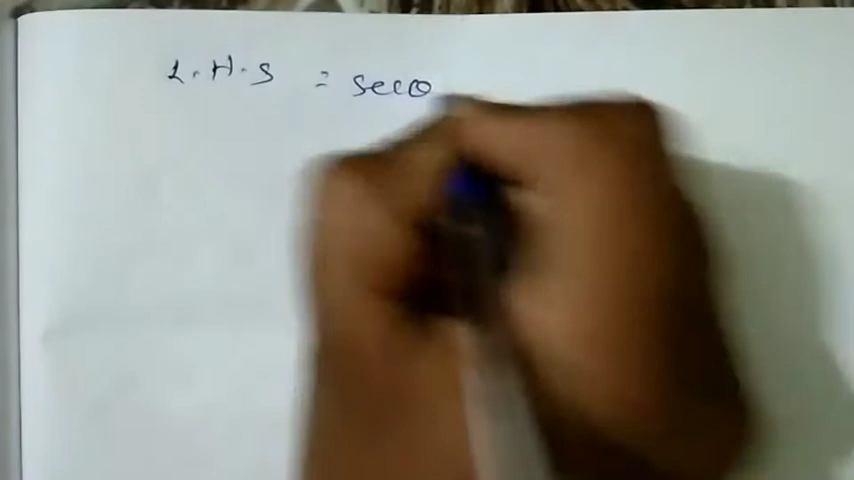 L.H.S = secθ